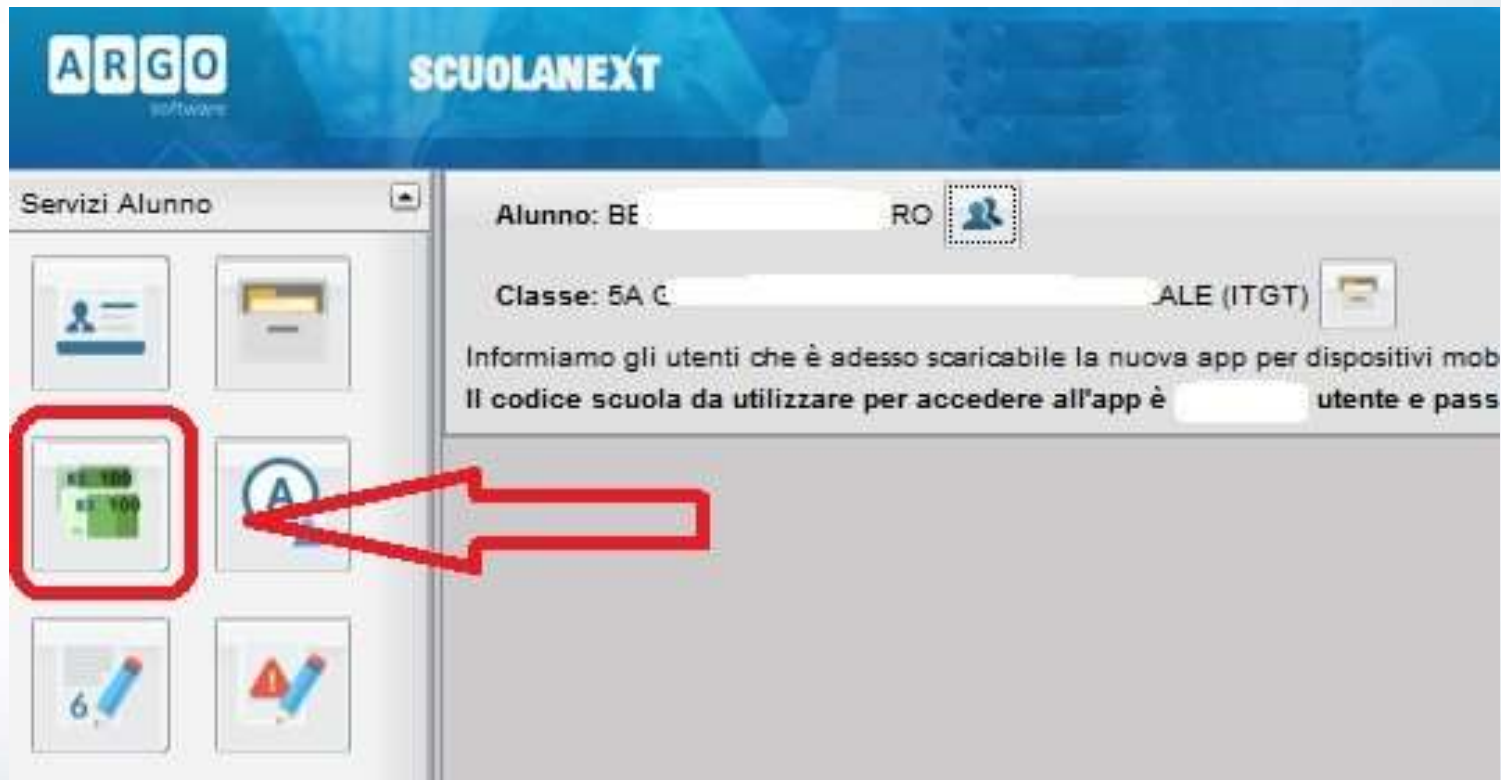 ARGO
software
SCUOLANEXT
Servizi Alunno
Alunno: BE RO
Classe: 5A ALE (ITGT)
Informiamo gli utenti che è adesso scaricabile la nuova app per dispositivi mob
Il codice scuola da utilizzare per accedere all'app è utente e pass
100
100
A
6